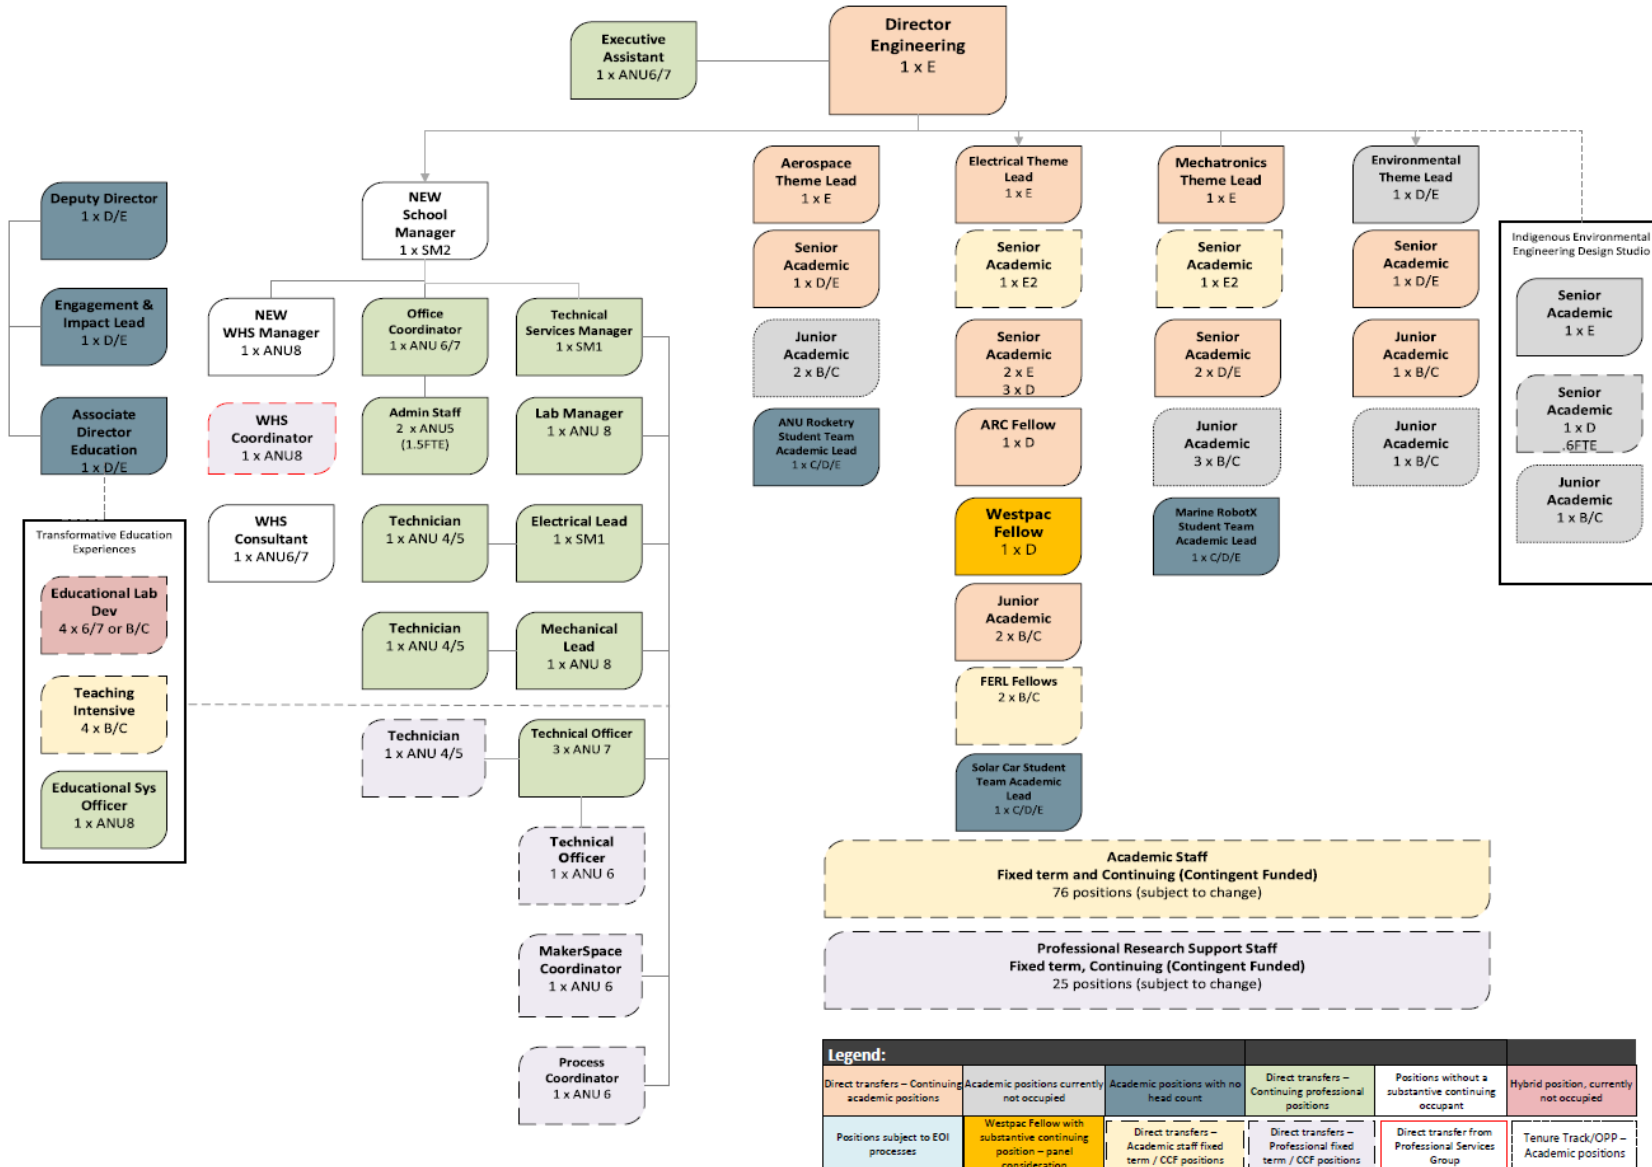 Director
Engineering
1 x E
Executive
Assistant
1 x ANU6/7
Deputy Director
1 x D/E
Engagement &
Impact Lead
1 x D/E
Associate
Director
Education
1 x D/E
Transformative Education
Experiences
Educational Lab
Dev
4 x 6/7 or B/C
Teaching
Intensive
4 x B/C
Educational Sys
Officer
1 x ANU8
NEW
School
Manager
1 x SM2
NEW
WHS Manager
1 x ANU8
WHS
Coordinator
1 x ANU8
WHS
Consultant
1 x ANU6/7
Office
Coordinator
1 x ANU 6/7
Admin Staff
2 x ANU5
(1.5FTE)
Technician
1 x ANU 4/5
Technician
1 x ANU 4/5
Technician
1 x ANU 4/5
Technical
Services Manager
1 x SM1
Lab Manager
1 x ANU 8
Electrical Lead
1 x SM1
Mechanical
Lead
1 x ANU 8
Technical Officer
3 x ANU 7
Technical
Officer
1 x ANU 6
MakerSpace
Coordinator
1 x ANU 6
Process
Coordinator
1 x ANU 6
Aerospace
Theme Lead
1 x E
Senior
Academic
1 x D/E
Junior
Academic
2 x B/C
ANU Rocketry
Student Team
Academic Lead
1 x C/D/E
Electrical Theme
Lead
1 x E
Senior
Academic
1 x E2
Senior
Academic
2 x E
3 x D
ARC Fellow
1 x D
Westpac
Fellow
1 x D
Junior
Academic
2 x B/C
FERL Fellows
2 x B/C
Solar Car Student
Team Academic
Lead
1 x C/D/E
Mechatronics
Theme Lead
1 x E
Senior
Academic
1 x E2
Senior
Academic
2 x D/E
Junior
Academic
3 x B/C
Marine RobotX
Student Team
Academic Lead
1 x C/D/E
Environmental
Theme Lead
1 x D/E
Senior
Academic
1 x D/E
Junior
Academic
1 x B/C
Junior
Academic
1 x B/C
Indigenous Environmental
Engineering Design Studio
Senior
Academic
1 x E
Senior
Academic
1 x D
.6FTE
Junior
Academic
1 x B/C
Academic Staff
Fixed term and Continuing (Contingent Funded)
76 positions (subject to change)
Professional Research Support Staff
Fixed term, Continuing (Contingent Funded)
25 positions (subject to change)
Legend:
Direct transfers – Continuing
academic positions
Academic positions currently
not occupied
Academic positions with no
head count
Direct transfers –
Continuing professional
positions
Positions without a
substantive continuing
occupant
Hybrid position, currently
not occupied
Positions subject to EOI
processes
Westpac Fellow with
substantive continuing
position – panel
consideration
Direct transfers –
Academic staff fixed
term / CCF positions
Direct transfers –
Professional fixed
term / CCF positions
Direct transfer from
Professional Services
Group
Tenure Track/OPP –
Academic positions